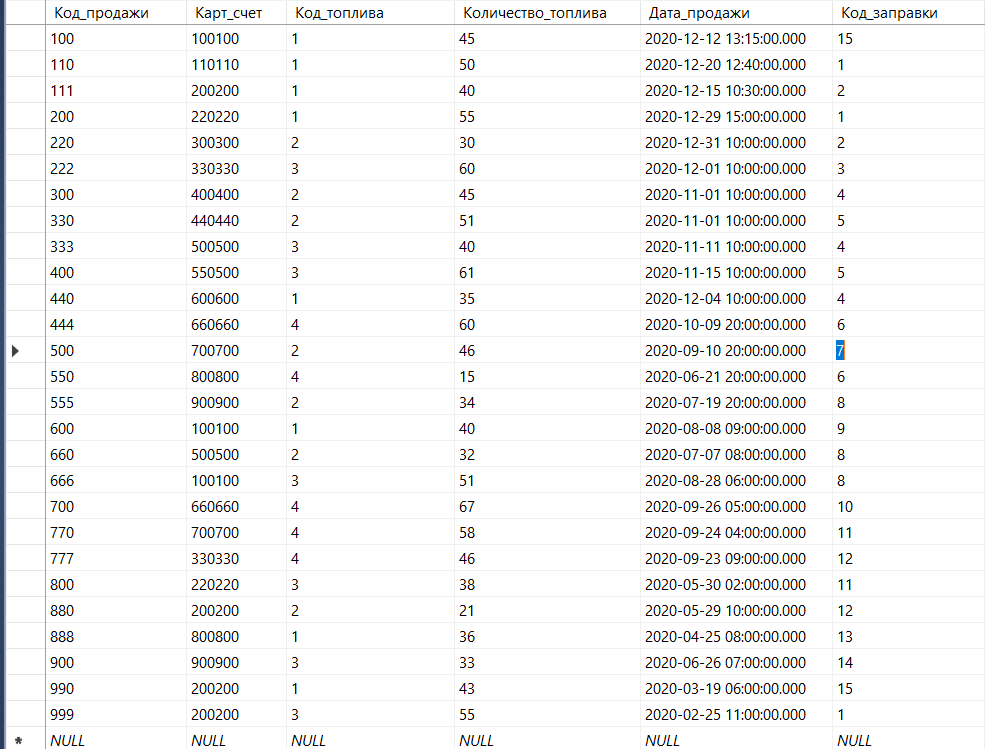 Код_продажи Карт_счет Код_топлива Количество_топлива Дата_продажи Код_заправки
100 100100 1 45 2020-12-12 13:15:00.000 15
110 110110 1 50 2020-12-20 12:40:00.000 1
111 200200 1 40 2020-12-15 10:30:00.000 2
200 220220 1 55 2020-12-29 15:00:00.000 1
220 300300 2 30 2020-12-31 10:00:00.000 2
222 330330 3 60 2020-12-01 10:00:00.000 3
300 400400 2 45 2020-11-01 10:00:00.000 4
330 440440 2 51 2020-11-01 10:00:00.000 5
333 500500 3 40 2020-11-11 10:00:00.000 4
400 550500 3 61 2020-11-15 10:00:00.000 5
440 600600 1 35 2020-12-04 10:00:00.000 4
444 660660 4 60 2020-10-09 20:00:00.000 6
500 700700 2 46 2020-09-10 20:00:00.000 7
550 800800 4 15 2020-06-21 20:00:00.000 6
555 900900 2 34 2020-07-19 20:00:00.000 8
600 100100 1 40 2020-08-08 09:00:00.000 9
660 500500 2 32 2020-07-07 08:00:00.000 8
666 100100 3 51 2020-08-28 06:00:00.000 8
700 660660 4 67 2020-09-26 05:00:00.000 10
770 700700 4 58 2020-09-24 04:00:00.000 11
777 330330 4 46 2020-09-23 09:00:00.000 12
800 220220 3 38 2020-05-30 02:00:00.000 11
880 200200 2 21 2020-05-29 10:00:00.000 12
888 800800 1 36 2020-04-25 08:00:00.000 13
900 900900 3 33 2020-06-26 07:00:00.000 14
990 200200 1 43 2020-03-19 06:00:00.000 15
999 200200 3 55 2020-02-25 11:00:00.000 1
* NULL NULL NULL NULL NULL NULL